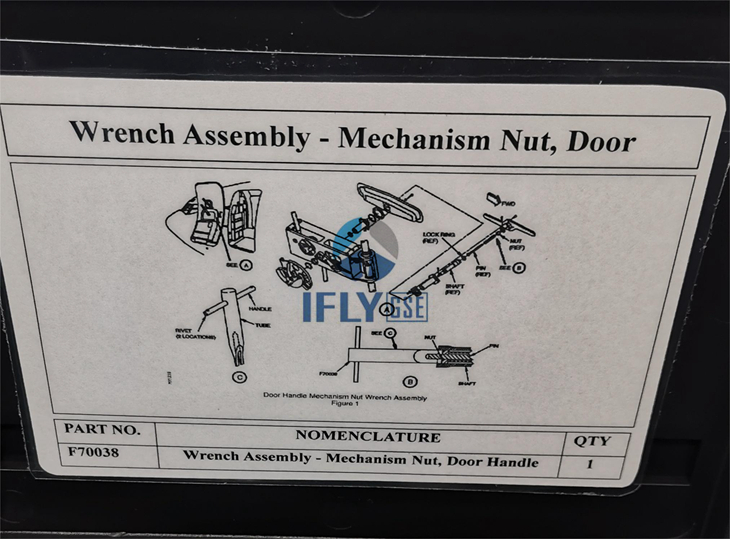 Wrench Assembly - Mechanism Nut, Door
FWD
LOCK RING
(REF)
NUT
(REF)
SEE B
PIN
(REF)
SHAFT
(REF)
SEE A
A
IFLY GSE
HANDLE
TUBE
RIVET
(2 LOCATIONS)
C
SEE C
NUT
PIN
F70038
B
SHAFT
Door Handle Mechanism Nut Wrench Assembly
Figure 1
PART NO.
NOMENCLATURE
QTY
F70038
Wrench Assembly - Mechanism Nut, Door Handle
1